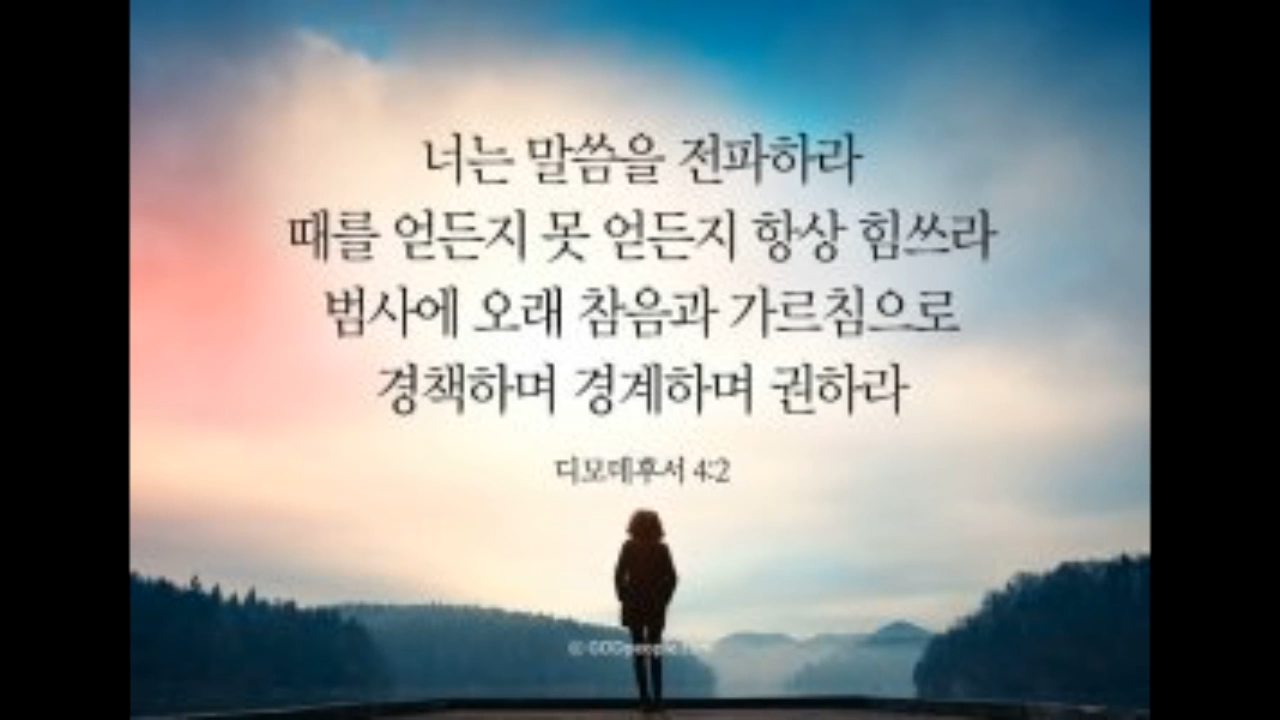 너는 말씀을 전파하라
때를 얻든지 못 얻든지 항상 힘쓰라
범사에 오래 참음과 가르침으로
경책하며 경계하며 권하라
디모데후서 4:2
ⓒ GODpeople